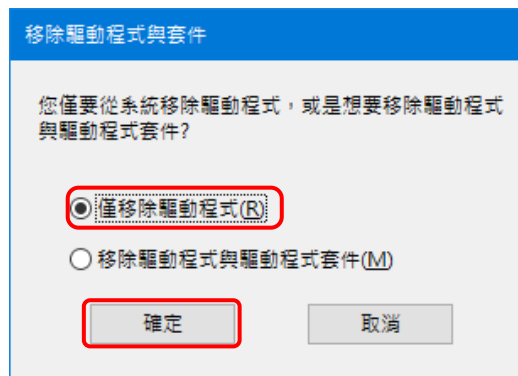 移除驅動程式與套件
您僅要從系統移除驅動程式，或是想要移除驅動程式
與驅動程式套件?
僅移除驅動程式(R)
移除驅動程式與驅動程式套件(M)
確定
取消